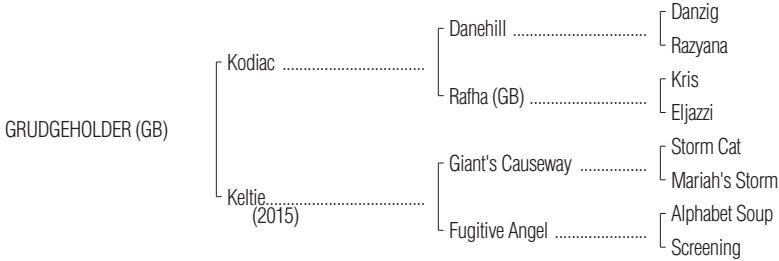 Danzig
Danehill ........................................
Razyana
Kodiac ...........................................
Kris
Rafha (GB) ...................................
Eljazzi
GRUDGEHOLDER (GB)
Storm Cat
Giant's Causeway ....................
Mariah's Storm
Keltie................................................
(2015)
Alphabet Soup
Fugitive Angel ...........................
Screening